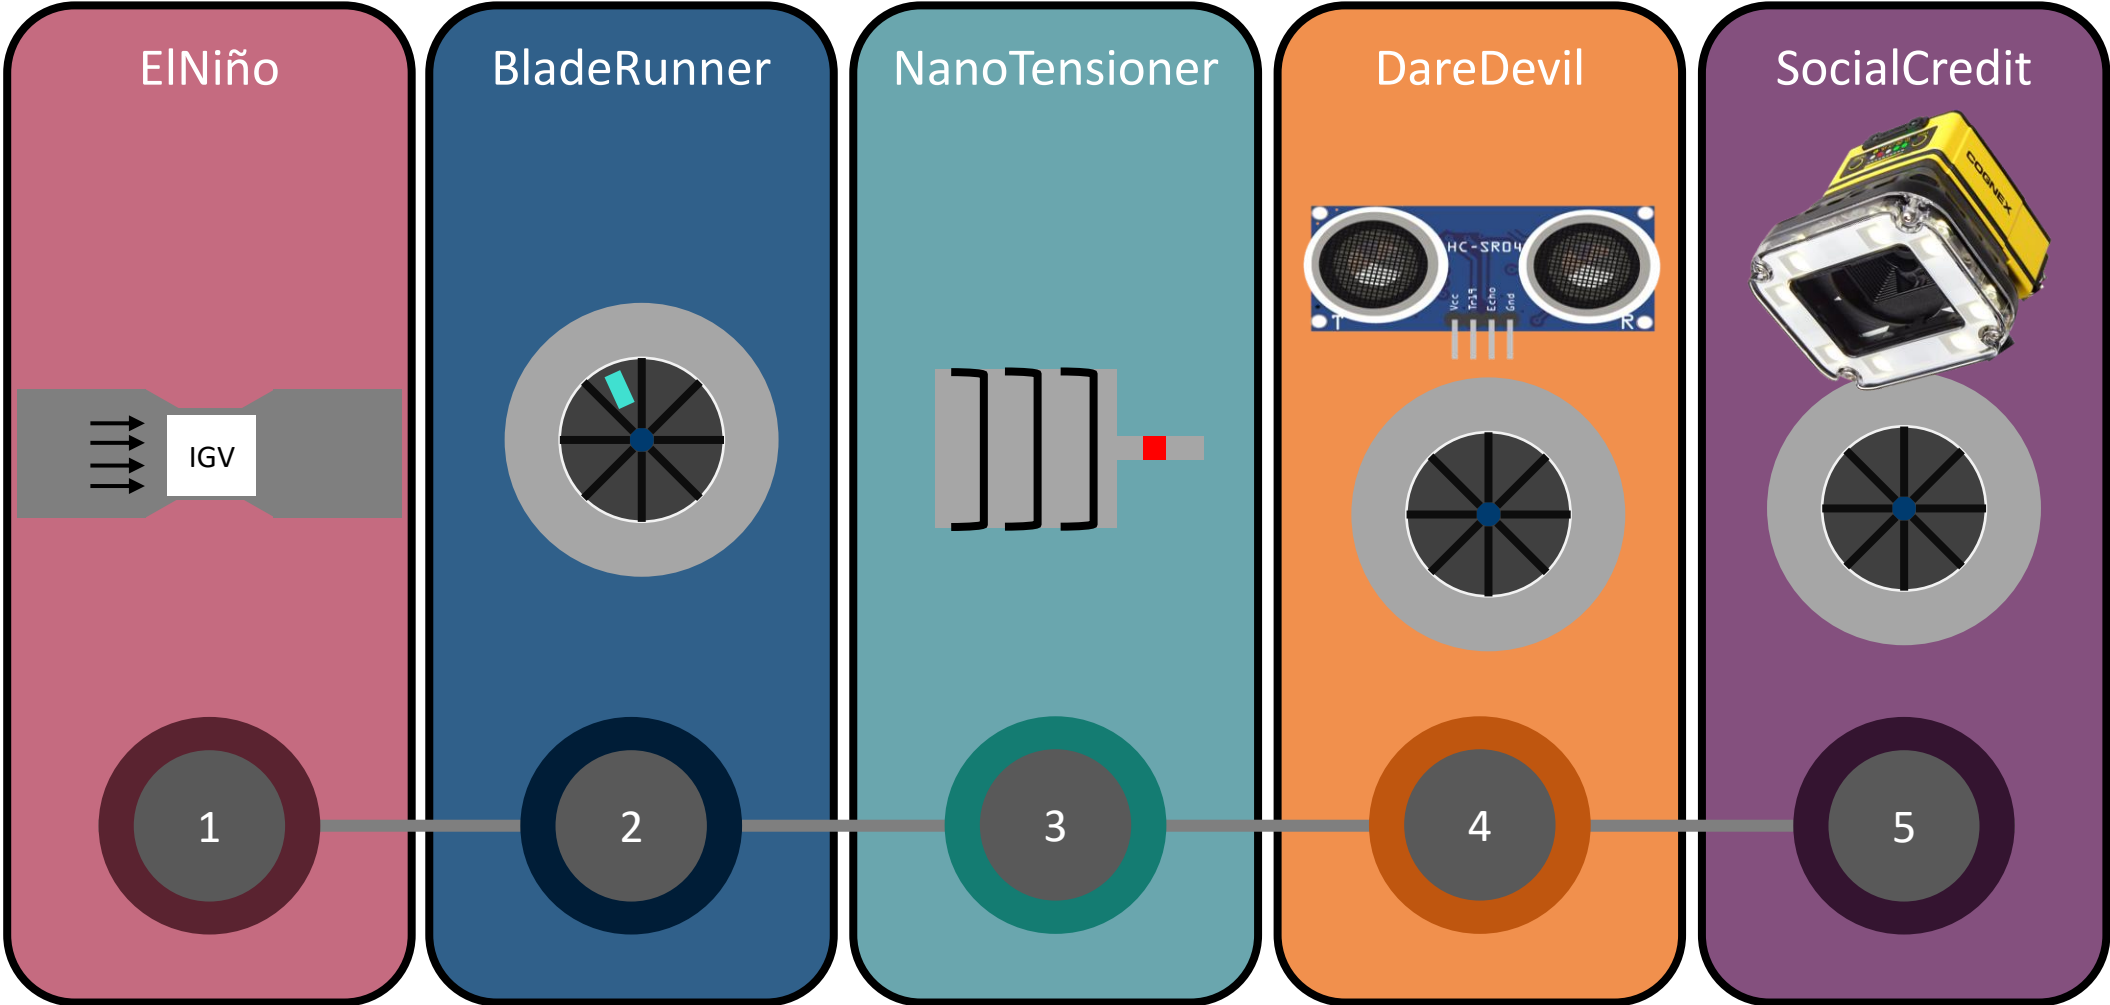 ElNiño
BladeRunner
NanoTensioner
DareDevil
SocialCredit
IGV
HC-SR04
Vcc
Trig
Echo
Gnd
T
R
COGNEX
1
2
3
4
5